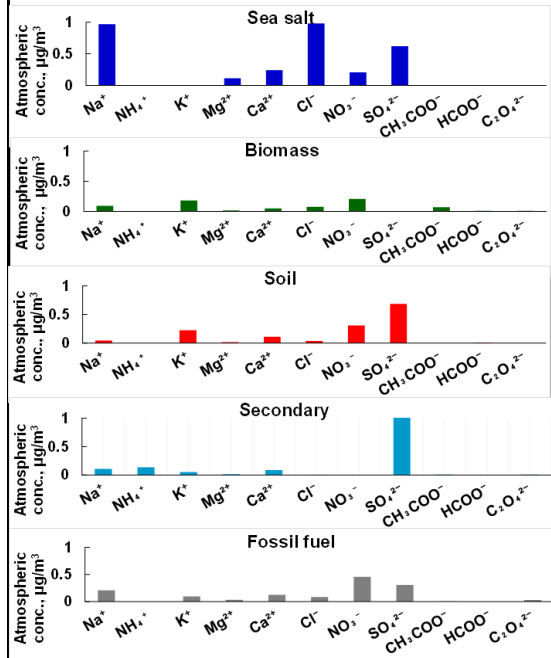 Sea salt
Atmospheric conc., µg/m³
1
0.5
0
Na⁺ NH₄⁺ K⁺ Mg²⁺ Ca²⁺ Cl⁻ NO₃⁻ SO₄²⁻ CH₃COO⁻ HCOO⁻ C₂O₄²⁻
Biomass
Atmospheric conc., µg/m³
1
0.5
0
Na⁺ NH₄⁺ K⁺ Mg²⁺ Ca²⁺ Cl⁻ NO₃⁻ SO₄²⁻ CH₃COO⁻ HCOO⁻ C₂O₄²⁻
Soil
Atmospheric conc., µg/m³
1
0.5
0
Na⁺ NH₄⁺ K⁺ Mg²⁺ Ca²⁺ Cl⁻ NO₃⁻ SO₄²⁻ CH₃COO⁻ HCOO⁻ C₂O₄²⁻
Secondary
Atmospheric conc., µg/m³
1
0.5
0
Na⁺ NH₄⁺ K⁺ Mg²⁺ Ca²⁺ Cl⁻ NO₃⁻ SO₄²⁻ CH₃COO⁻ HCOO⁻ C₂O₄²⁻
Fossil fuel
Atmospheric conc., µg/m³
1
0.5
0
Na⁺ NH₄⁺ K⁺ Mg²⁺ Ca²⁺ Cl⁻ NO₃⁻ SO₄²⁻ CH₃COO⁻ HCOO⁻ C₂O₄²⁻